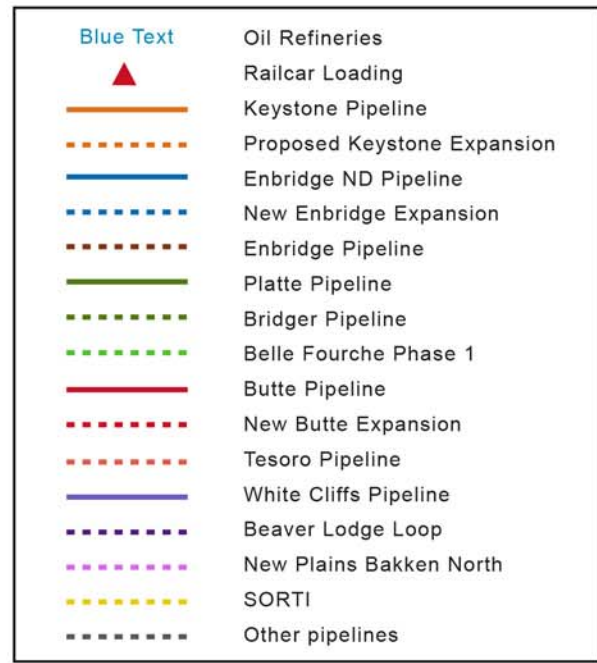 Blue Text Oil Refineries
Railcar Loading
Keystone Pipeline
Proposed Keystone Expansion
Enbridge ND Pipeline
New Enbridge Expansion
Enbridge Pipeline
Platte Pipeline
Bridger Pipeline
Belle Fourche Phase 1
Butte Pipeline
New Butte Expansion
Tesoro Pipeline
White Cliffs Pipeline
Beaver Lodge Loop
New Plains Bakken North
SORTI
Other pipelines